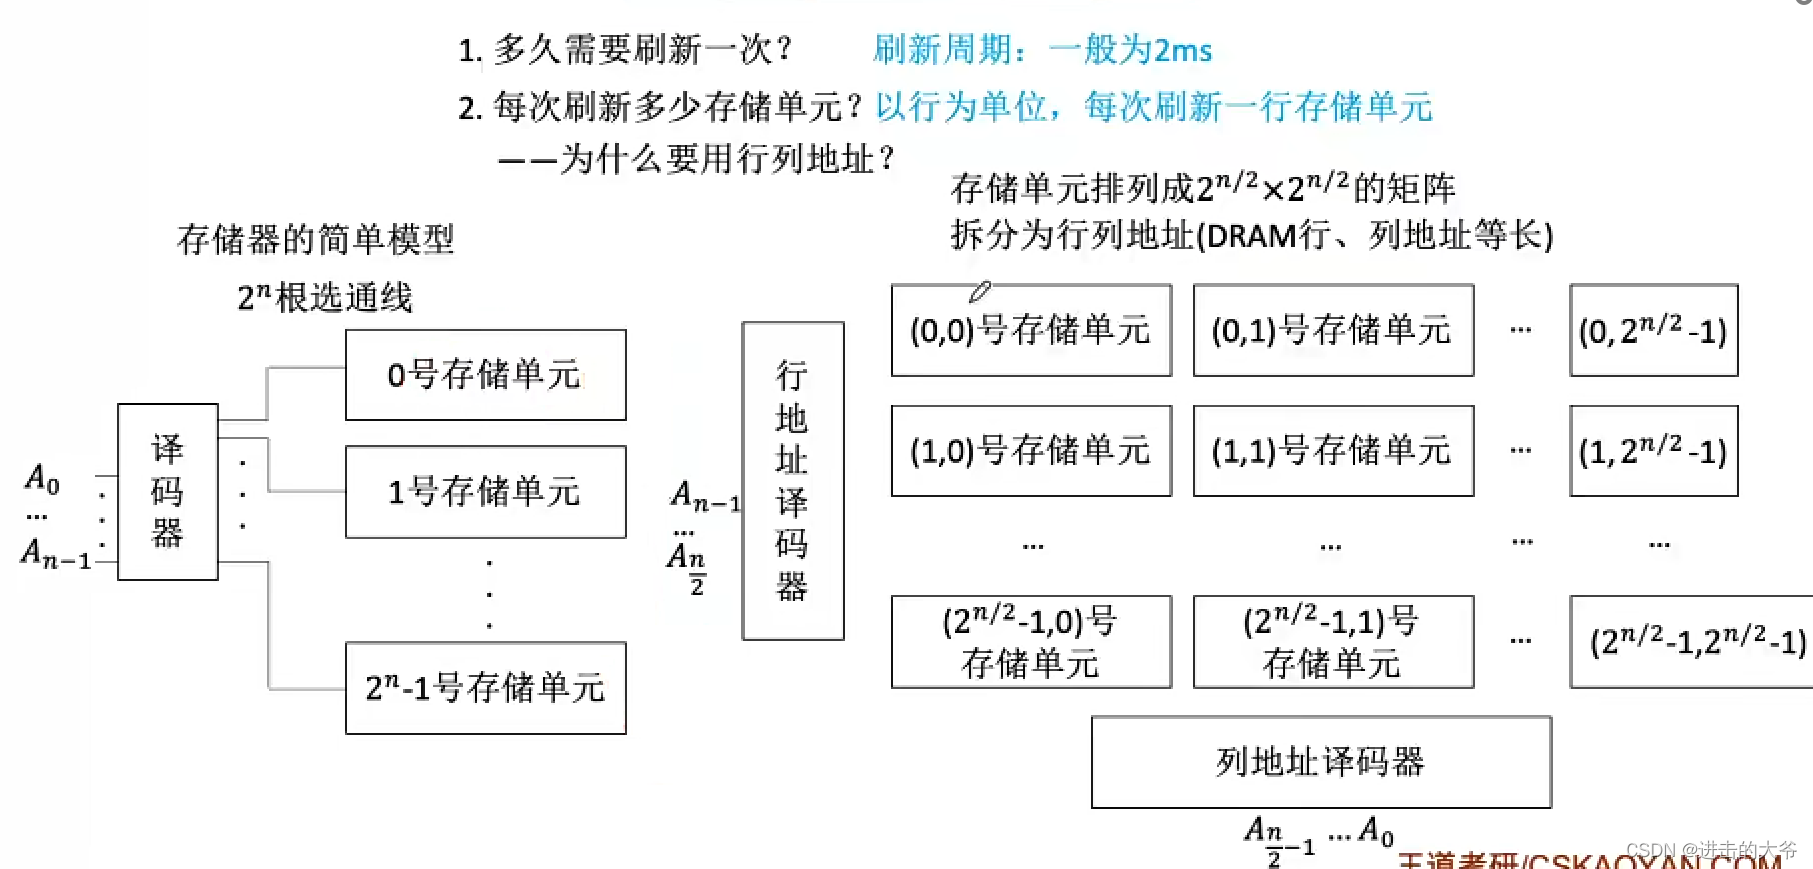 1. 多久需要刷新一次？ 刷新周期：一般为2ms
2. 每次刷新多少存储单元？以行为单位，每次刷新一行存储单元
——为什么要用行列地址？
存储单元排列成2^{n/2}×2^{n/2}的矩阵
拆分为行列地址(DRAM行、列地址等长)
存储器的简单模型
2^n根选通线
译码器
A_0
...
A_{n-1}
0号存储单元
1号存储单元
2^n-1号存储单元
行地址译码器
A_{n-1}
...
A_{n/2}
(0,0)号存储单元 (0,1)号存储单元 ... (0,2^{n/2}-1)
(1,0)号存储单元 (1,1)号存储单元 ... (1,2^{n/2}-1)
... ... ... ...
(2^{n/2}-1,0)号
存储单元
(2^{n/2}-1,1)号
存储单元
...
(2^{n/2}-1,2^{n/2}-1)
列地址译码器
A_{n/2-1} ... A_0
王道考研/CSKAOYAN.COM
CSDN @进击的大爷